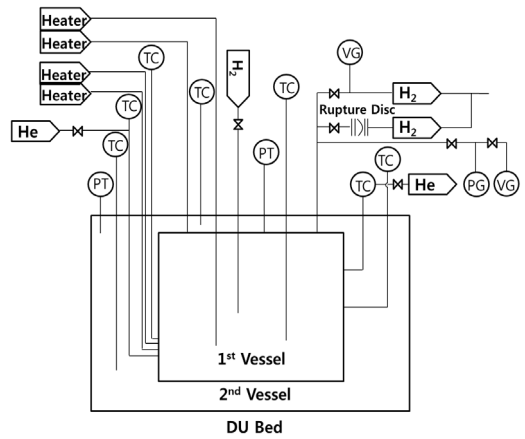 Heater
Heater
Heater
Heater
He
TC
TC
TC
PT
TC
H₂
TC
PT
VG
H₂
Rupture Disc
H₂
TC
TC
He
PG
VG
1st Vessel
2nd Vessel
DU Bed